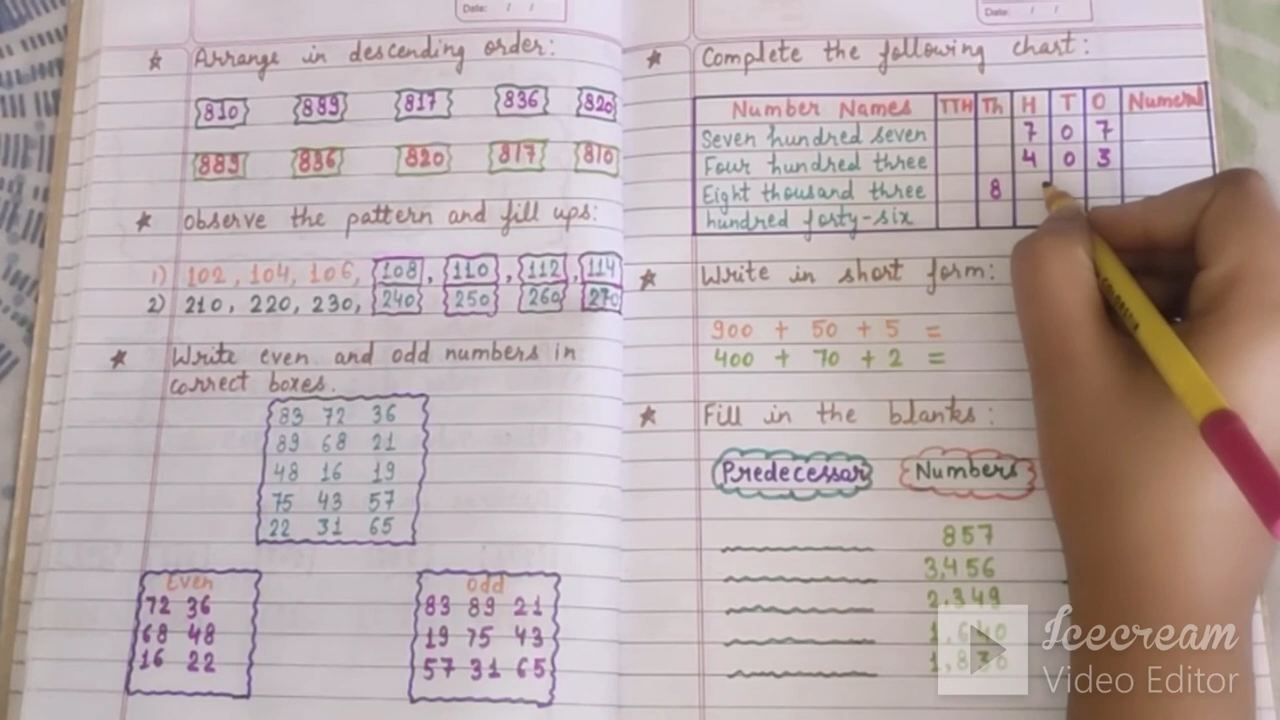 Date: / /
★ Arrange in descending order:
810 889 817 836 820
889 836 820 817 810
★ Observe the pattern and fill ups:
1) 102, 104, 106, 108, 110, 112, 114
2) 210, 220, 230, 240 250 260 270
★ Write even and odd numbers in
correct boxes.
83 72 36
89 68 21
48 16 19
75 43 57
22 31 65
Even
72 36
68 48
16 22
Odd
83 89 21
19 75 43
57 31 65
Date: / /
★ Complete the following chart:
Number Names TTH Th H T O Numeral
Seven hundred seven 7 0 7
Four hundred three 4 0 3
Eight thousand three 8
hundred forty-six
★ Write in short form:
900 + 50 + 5 =
400 + 70 + 2 =
★ Fill in the blanks:
Predecessor Numbers
857
3,456
2,349
1,640
1,830
Icecream
Video Editor